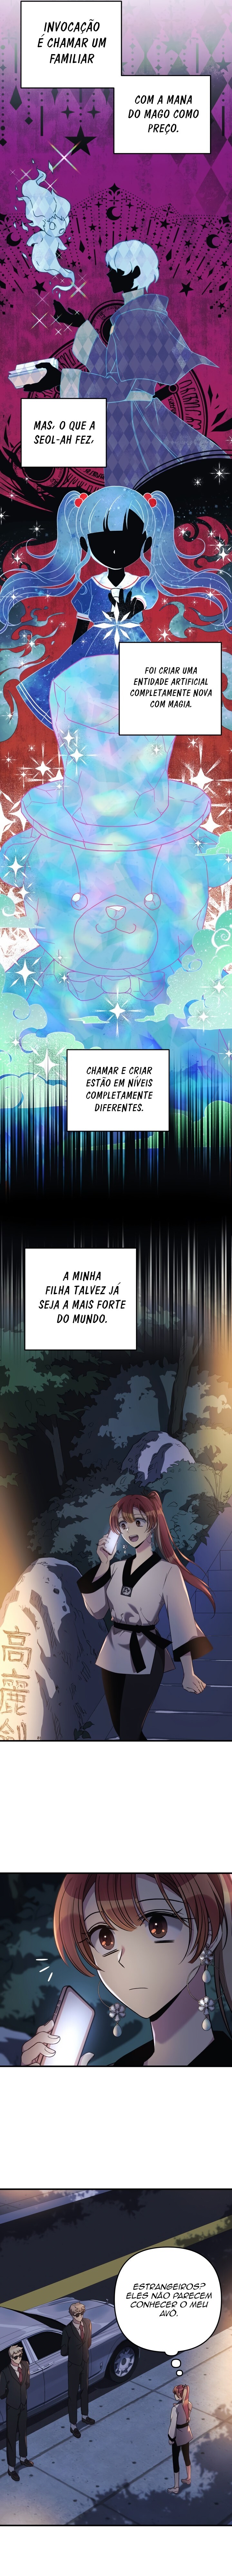 INVOCAÇÃO
É CHAMAR UM
FAMILIAR
COM A MANA
DO MAGO COMO
PREÇO.
MAS, O QUE A
SEOL-AH FEZ,
FOI CRIAR UMA
ENTIDADE ARTIFICIAL
COMPLETAMENTE NOVA
COM MAGIA.
CHAMAR E CRIAR
ESTÃO EM NÍVEIS
COMPLETAMENTE
DIFERENTES.
A MINHA
FILHA TALVEZ JÁ
SEJA A MAIS FORTE
DO MUNDO.
高
麗
剣
ESTRANGEIROS?
ELES NÃO PARECEM
CONHECER O MEU
AVÔ.